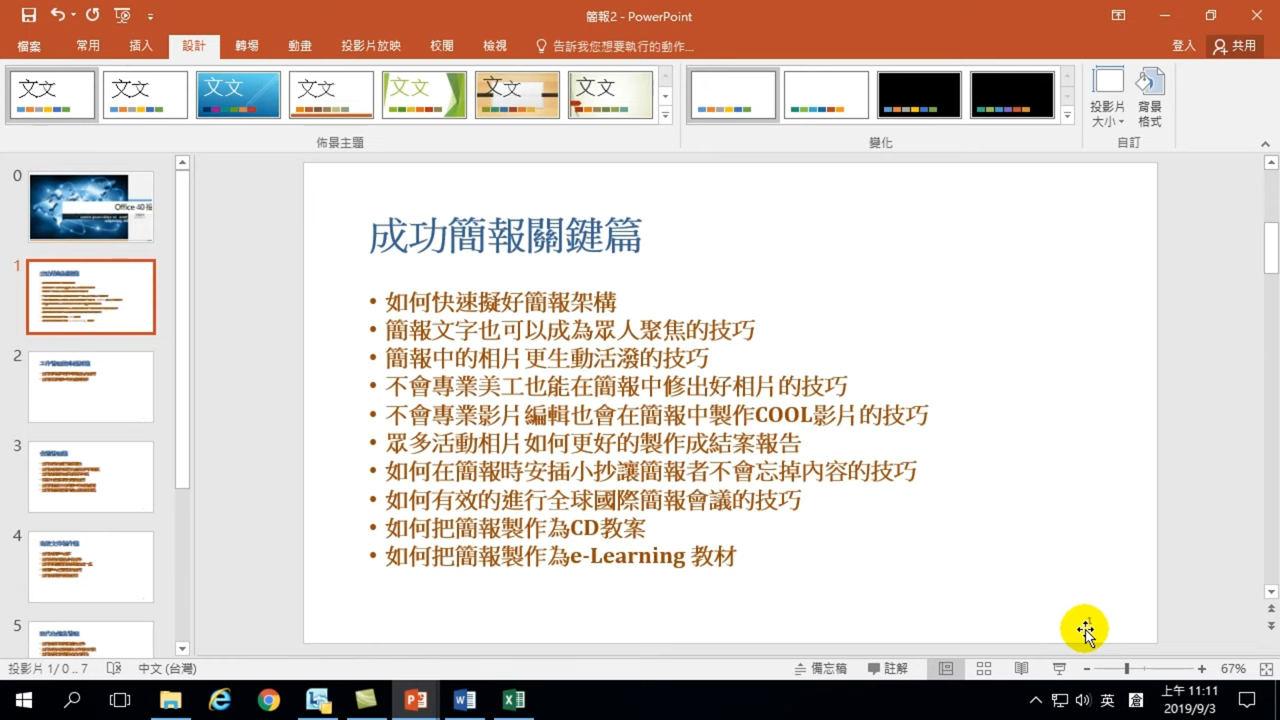 簡報2 - PowerPoint
檔案 常用 插入 設計 轉場 動畫 投影片放映 校閱 檢視 告訴我您想要執行的動作... 登入 共用
文文 文文 文文 文文 文文 文文 文文
投影片大小 背景格式
佈景主題 變化 自訂
0
Office 40
1
2
3
4
5
成功簡報關鍵篇
• 如何快速擬好簡報架構
• 簡報文字也可以成為眾人聚焦的技巧
• 簡報中的相片更生動活潑的技巧
• 不會專業美工也能在簡報中修出好相片的技巧
• 不會專業影片編輯也會在簡報中製作COOL影片的技巧
• 眾多活動相片如何更好的製作成結案報告
• 如何在簡報時安插小抄讓簡報者不會忘掉內容的技巧
• 如何有效的進行全球國際簡報會議的技巧
• 如何把簡報製作為CD教案
• 如何把簡報製作為e-Learning 教材
投影片 1/0 .. 7 中文 (台灣) 備忘稿 註解 67%
英 上午 11:11
2019/9/3